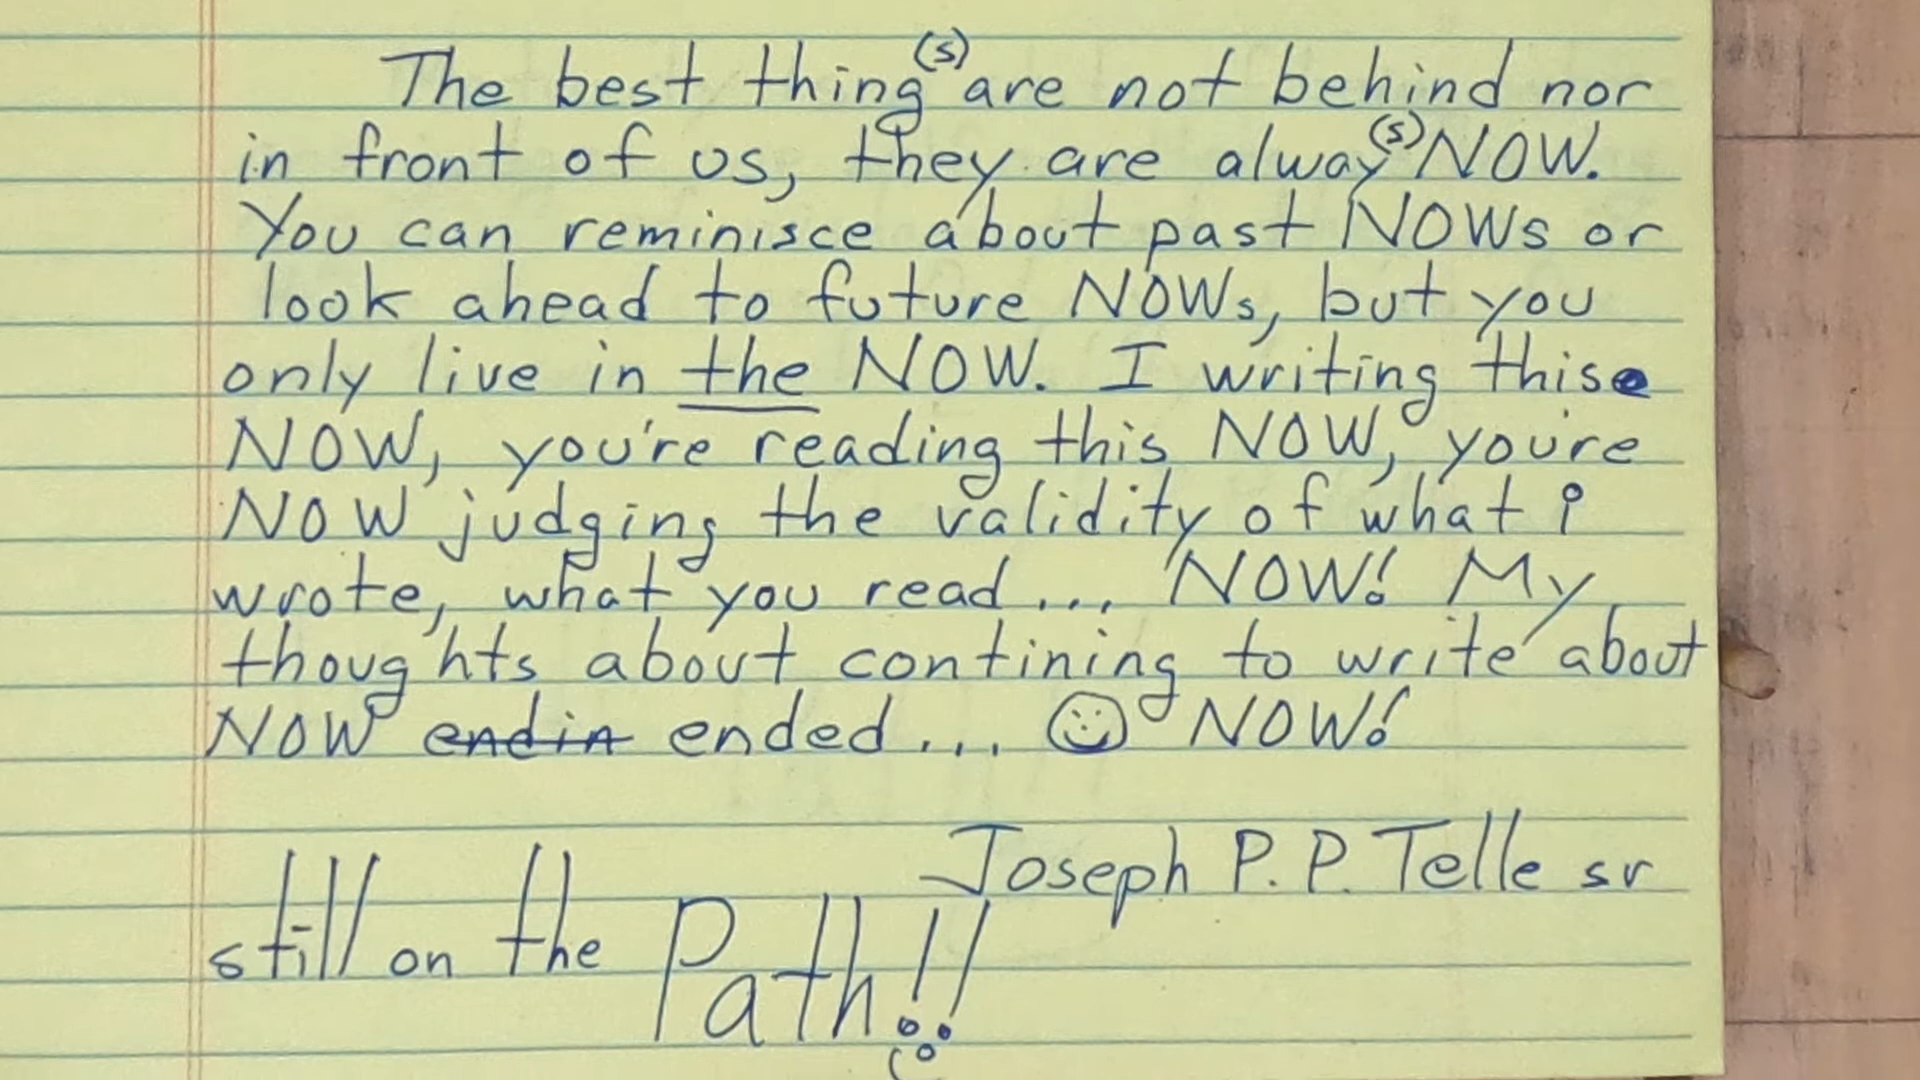 The best thing(s) are not behind nor
in front of us, they are alway(s) NOW.
You can reminisce about past NOWs or
look ahead to future NOWs, but you
only live in the NOW. I writing this
NOW, you're reading this NOW, you're
NOW judging the validity of what i
wrote, what you read... NOW! My
thoughts about contining to write about
NOW endin ended... ☺ NOW!
Joseph P. P. Telle sr
still on the Path!!